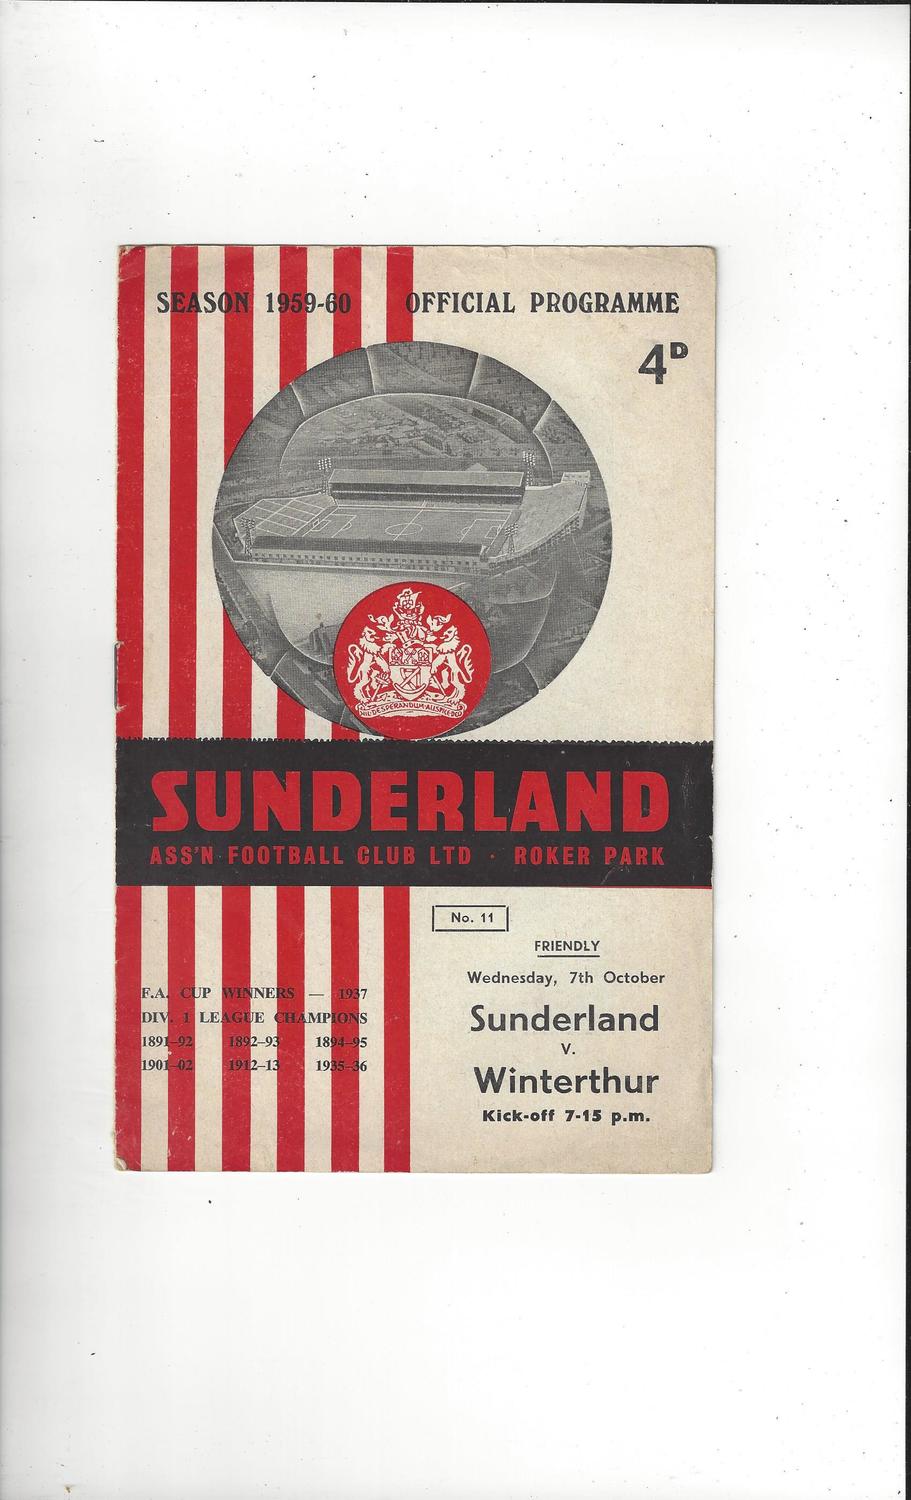 SEASON 1959-60 OFFICIAL PROGRAMME
4D
NIL·DESPERANDUM·AUSPICE·DEO
SUNDERLAND
ASS'N FOOTBALL CLUB LTD · ROKER PARK
No. 11
FRIENDLY
Wednesday, 7th October
Sunderland
v.
Winterthur
Kick-off 7-15 p.m.
F.A. CUP WINNERS — 1937
DIV. 1 LEAGUE CHAMPIONS
1891-92 1892-93 1894-95
1901-02 1912-13 1935-36